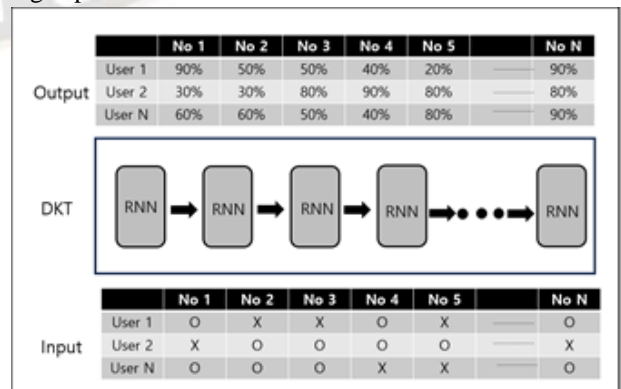 No 1 No 2 No 3 No 4 No 5 No N
User 1 90% 50% 50% 40% 20% 90%
Output User 2 30% 30% 80% 90% 80% 80%
User N 60% 60% 50% 40% 80% 90%
DKT RNN RNN RNN RNN RNN
No 1 No 2 No 3 No 4 No 5 No N
User 1 O X X O X O
Input User 2 X O O O O X
User N O O O X X O